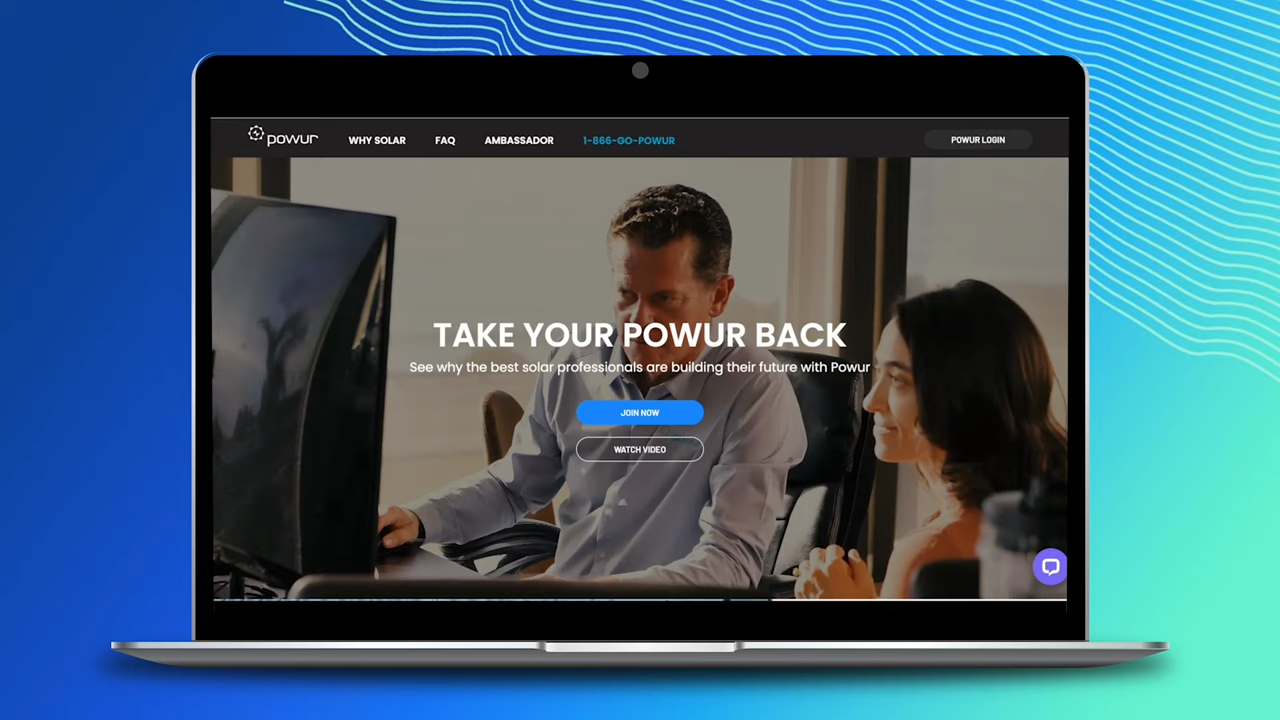 powur
WHY SOLAR
FAQ
AMBASSADOR
1-866-GO-POWUR
POWUR LOGIN
TAKE YOUR POWUR BACK
See why the best solar professionals are building their future with Powur
JOIN NOW
WATCH VIDEO